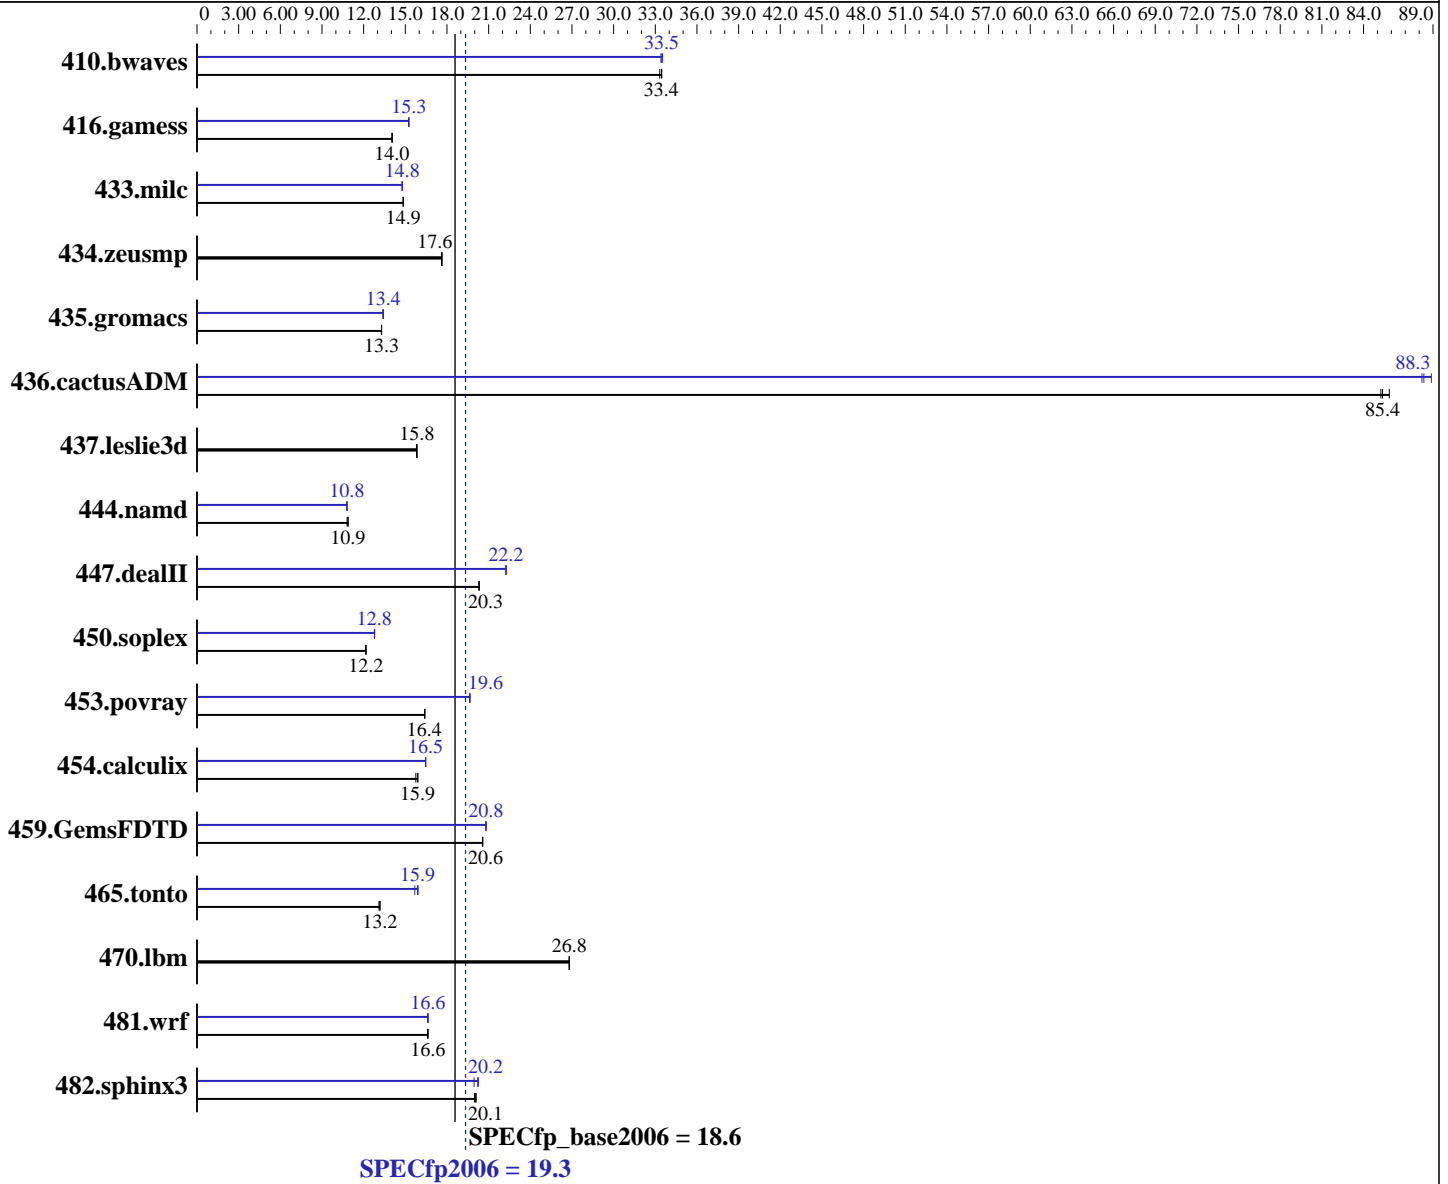 0 3.00 6.00 9.00 12.0 15.0 18.0 21.0 24.0 27.0 30.0 33.0 36.0 39.0 42.0 45.0 48.0 51.0 54.0 57.0 60.0 63.0 66.0 69.0 72.0 75.0 78.0 81.0 84.0 89.0
33.5
410.bwaves
33.4
15.3
416.gamess
14.0
14.8
433.milc
14.9
17.6
434.zeusmp
13.4
435.gromacs
13.3
88.3
436.cactusADM
85.4
15.8
437.leslie3d
10.8
444.namd
10.9
22.2
447.dealII
20.3
12.8
450.soplex
12.2
19.6
453.povray
16.4
16.5
454.calculix
15.9
20.8
459.GemsFDTD
20.6
15.9
465.tonto
13.2
26.8
470.lbm
16.6
481.wrf
16.6
20.2
482.sphinx3
20.1
SPECfp_base2006 = 18.6
SPECfp2006 = 19.3